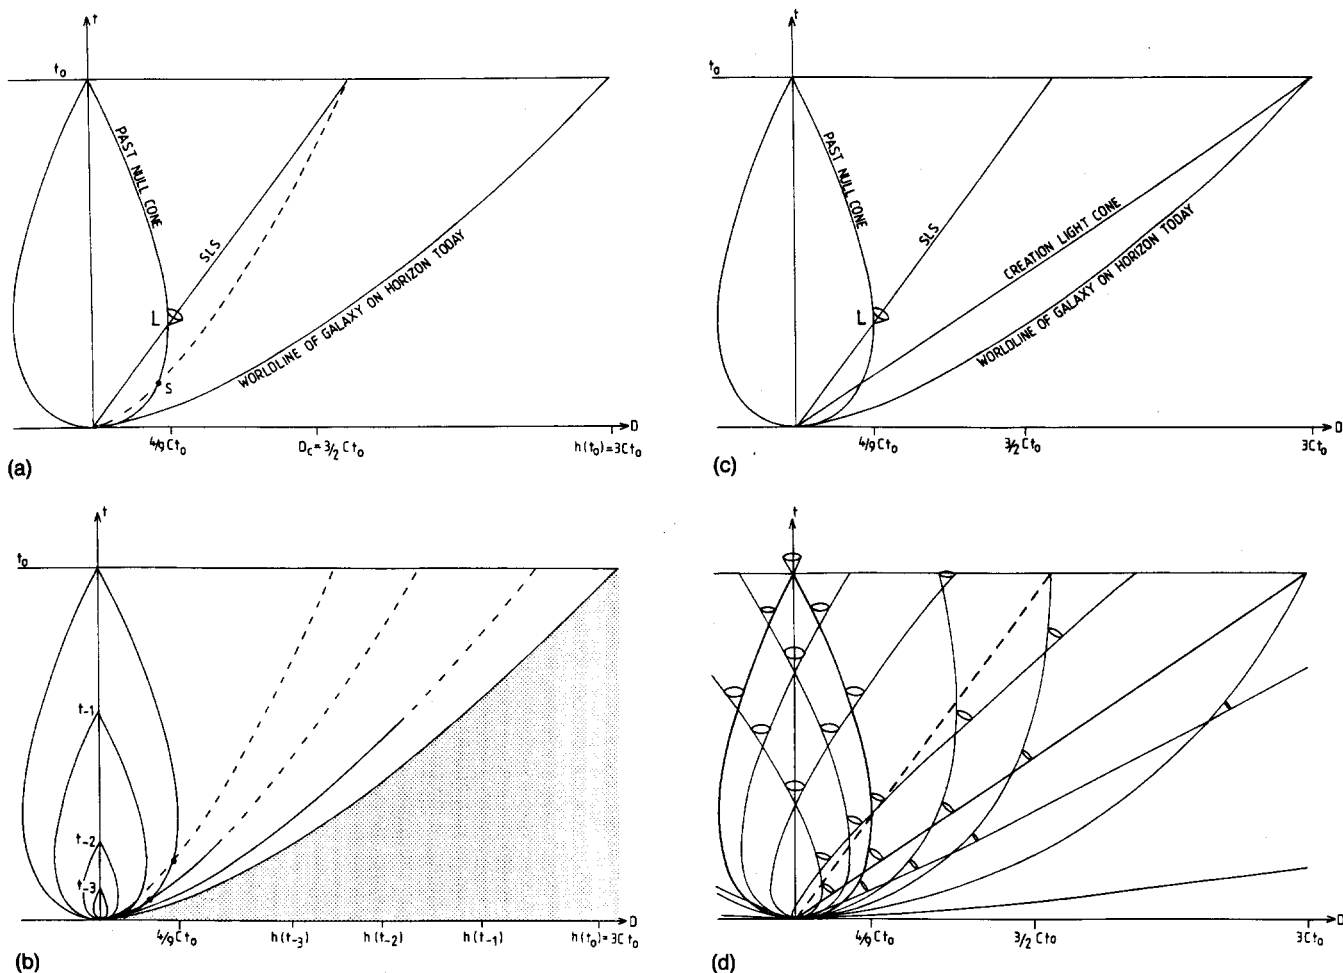 t
t₀
PAST NULL CONE
SLS
L
S
WORLDLINE OF GALAXY ON HORIZON TODAY
D
4/9 Ct₀
D_c = 3/2 Ct₀
h(t₀) = 3Ct₀
(a)
t
t₀
PAST NULL CONE
SLS
CREATION LIGHT CONE
L
WORLDLINE OF GALAXY ON HORIZON TODAY
D
4/9 Ct₀
3/2 Ct₀
3Ct₀
(c)
t
t₀
t₋₁
t₋₂
t₋₃
D
4/9 Ct₀
h(t₋₃)
h(t₋₂)
h(t₋₁)
h(t₀) = 3Ct₀
(b)
t
D
4/9 Ct₀
3/2 Ct₀
3Ct₀
(d)